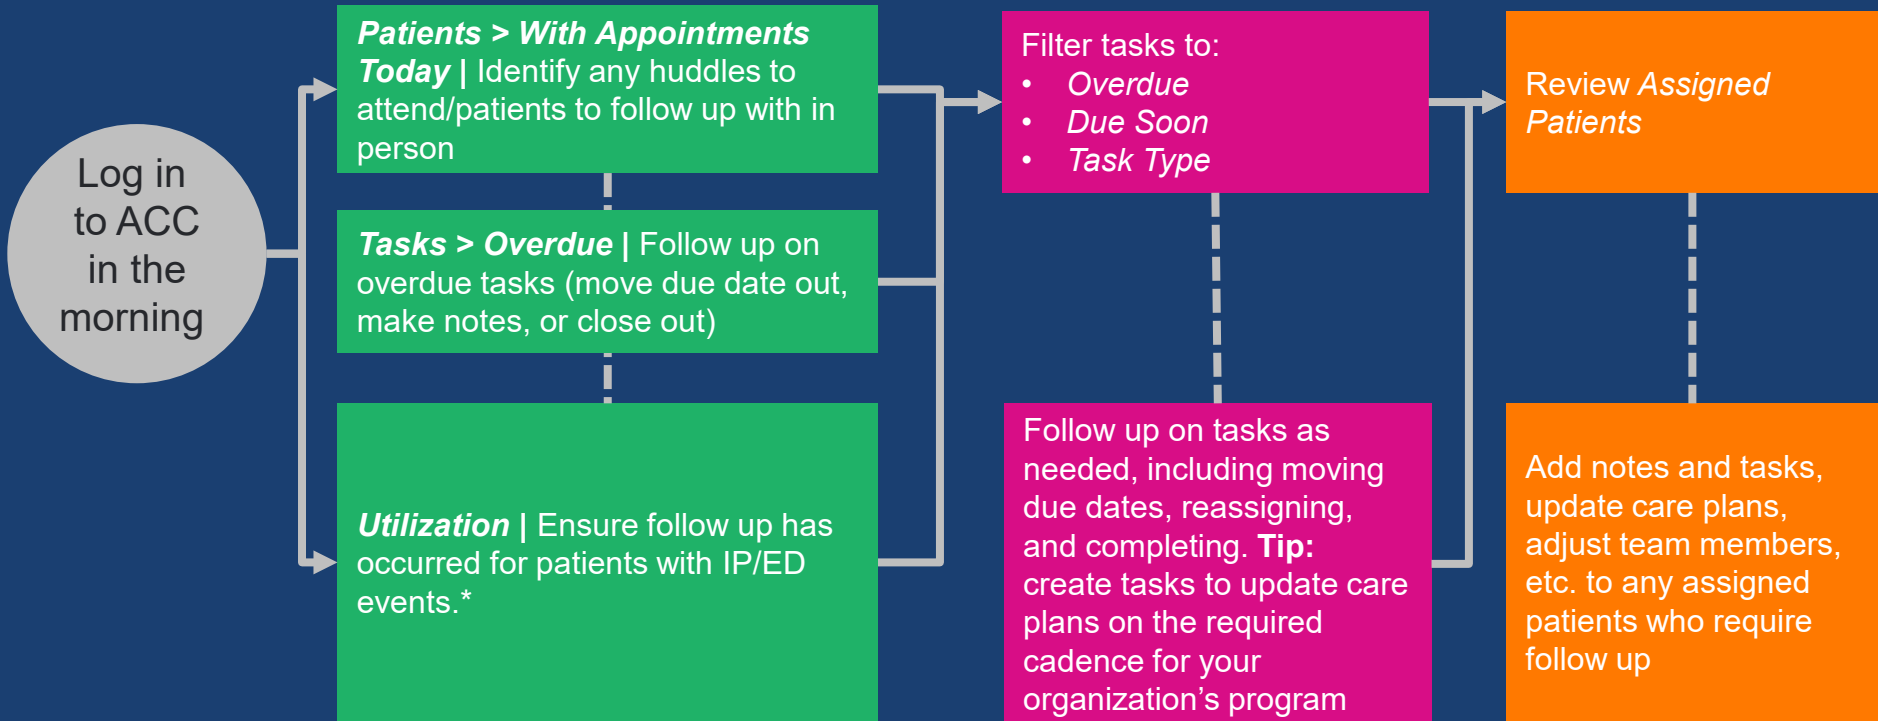 Log in
to ACC
in the
morning
Patients > With Appointments
Today | Identify any huddles to
attend/patients to follow up with in
person
Tasks > Overdue | Follow up on
overdue tasks (move due date out,
make notes, or close out)
Utilization | Ensure follow up has
occurred for patients with IP/ED
events.*
Filter tasks to:
• Overdue
• Due Soon
• Task Type
Follow up on tasks as
needed, including moving
due dates, reassigning,
and completing. Tip:
create tasks to update care
plans on the required
cadence for your
organization’s program
Review Assigned
Patients
Add notes and tasks,
update care plans,
adjust team members,
etc. to any assigned
patients who require
follow up